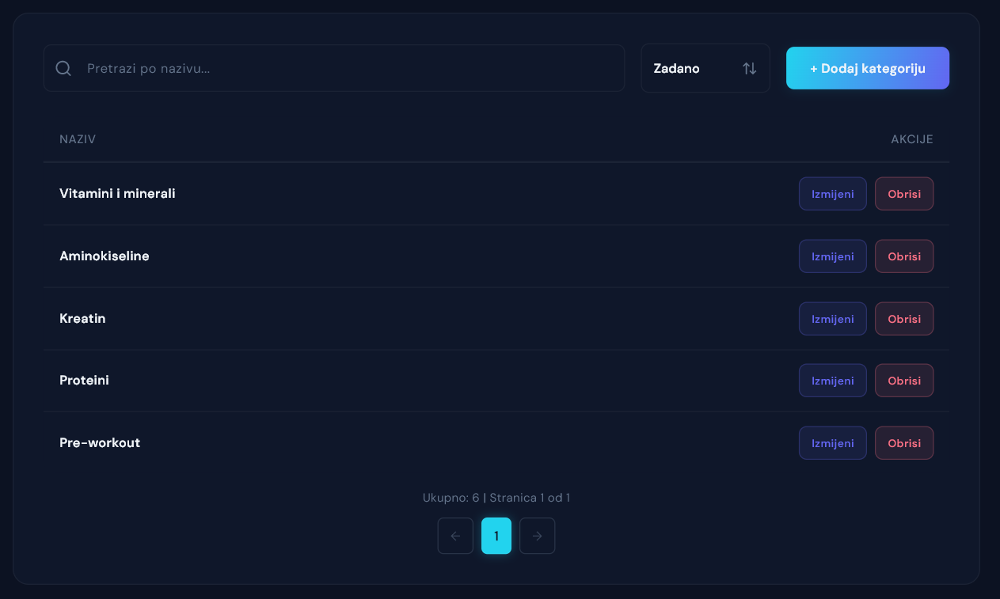 Pretrazi po nazivu...
Zadano
+ Dodaj kategoriju
NAZIV AKCIJE
Vitamini i minerali Izmijeni Obrisi
Aminokiseline Izmijeni Obrisi
Kreatin Izmijeni Obrisi
Proteini Izmijeni Obrisi
Pre-workout Izmijeni Obrisi
Ukupno: 6 | Stranica 1 od 1
← 1 →